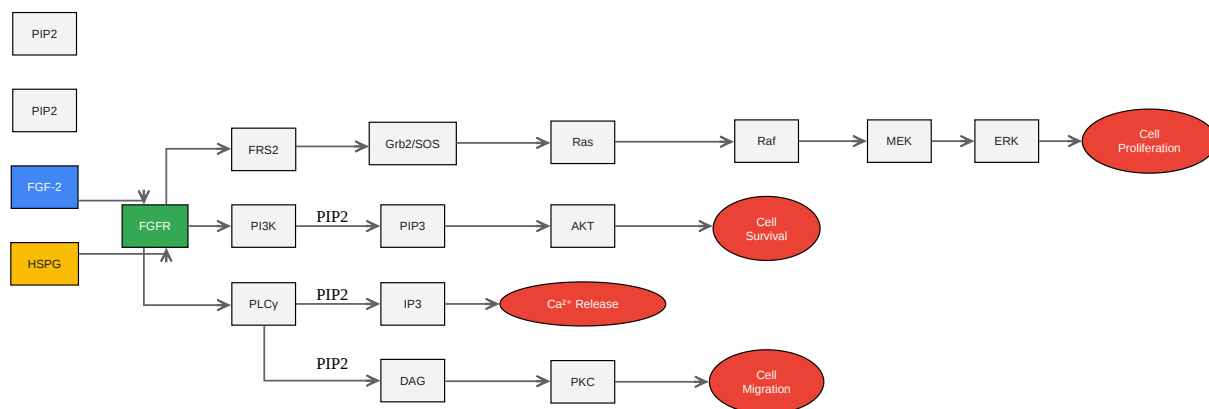 PIP2
PIP2
FGF-2
HSPG
FGFR
FRS2
Grb2/SOS
Ras
Raf
MEK
ERK
Cell
Proliferation
PI3K
PIP2
PIP3
AKT
Cell
Survival
PLCγ
PIP2
IP3
Ca²⁺ Release
PIP2
DAG
PKC
Cell
Migration